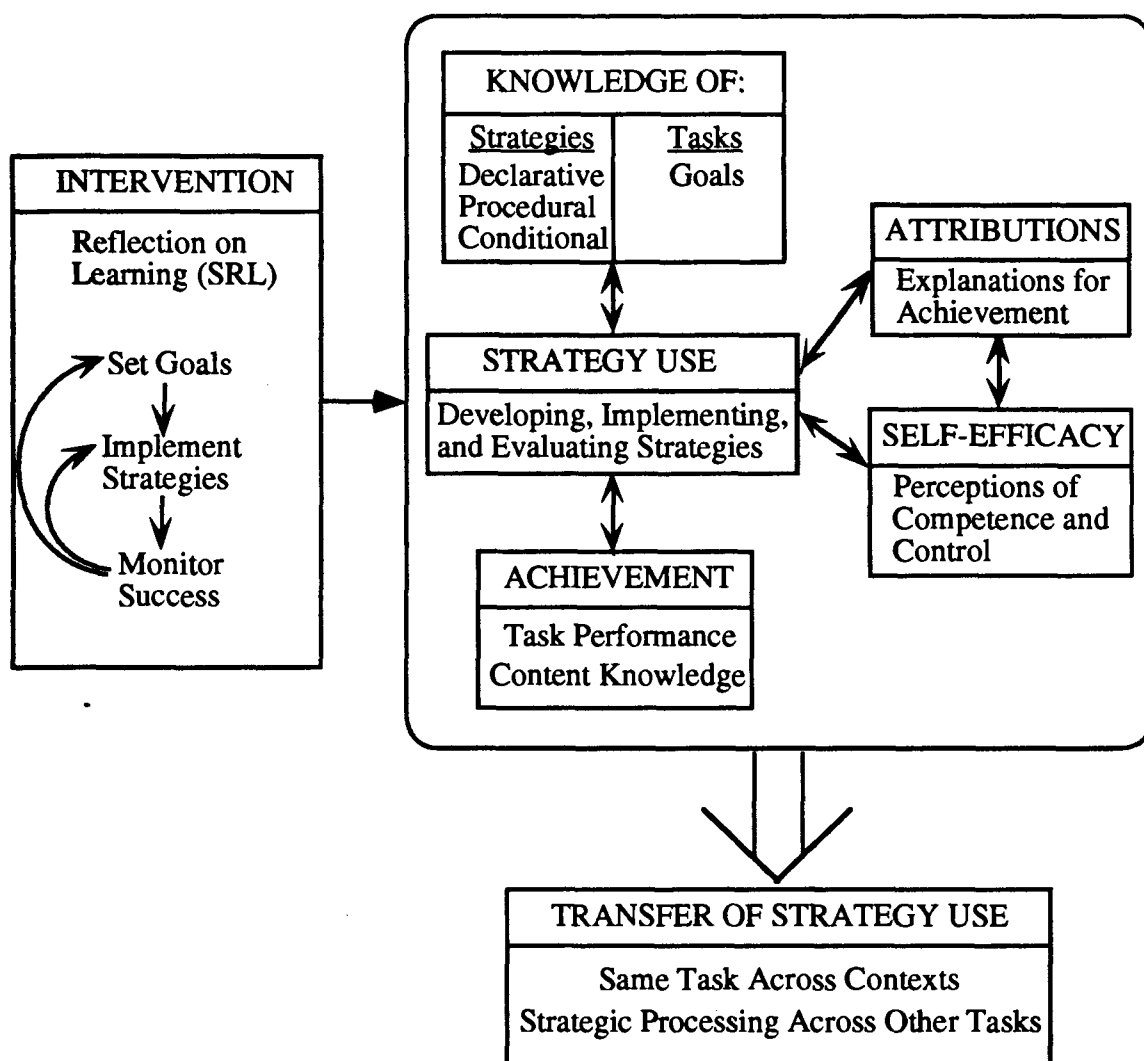 INTERVENTION
Reflection on
Learning (SRL)
Set Goals
Implement
Strategies
Monitor
Success
KNOWLEDGE OF:
Strategies
Declarative
Procedural
Conditional
Tasks
Goals
STRATEGY USE
Developing, Implementing,
and Evaluating Strategies
ATTRIBUTIONS
Explanations for
Achievement
SELF-EFFICACY
Perceptions of
Competence and
Control
ACHIEVEMENT
Task Performance
Content Knowledge
TRANSFER OF STRATEGY USE
Same Task Across Contexts
Strategic Processing Across Other Tasks